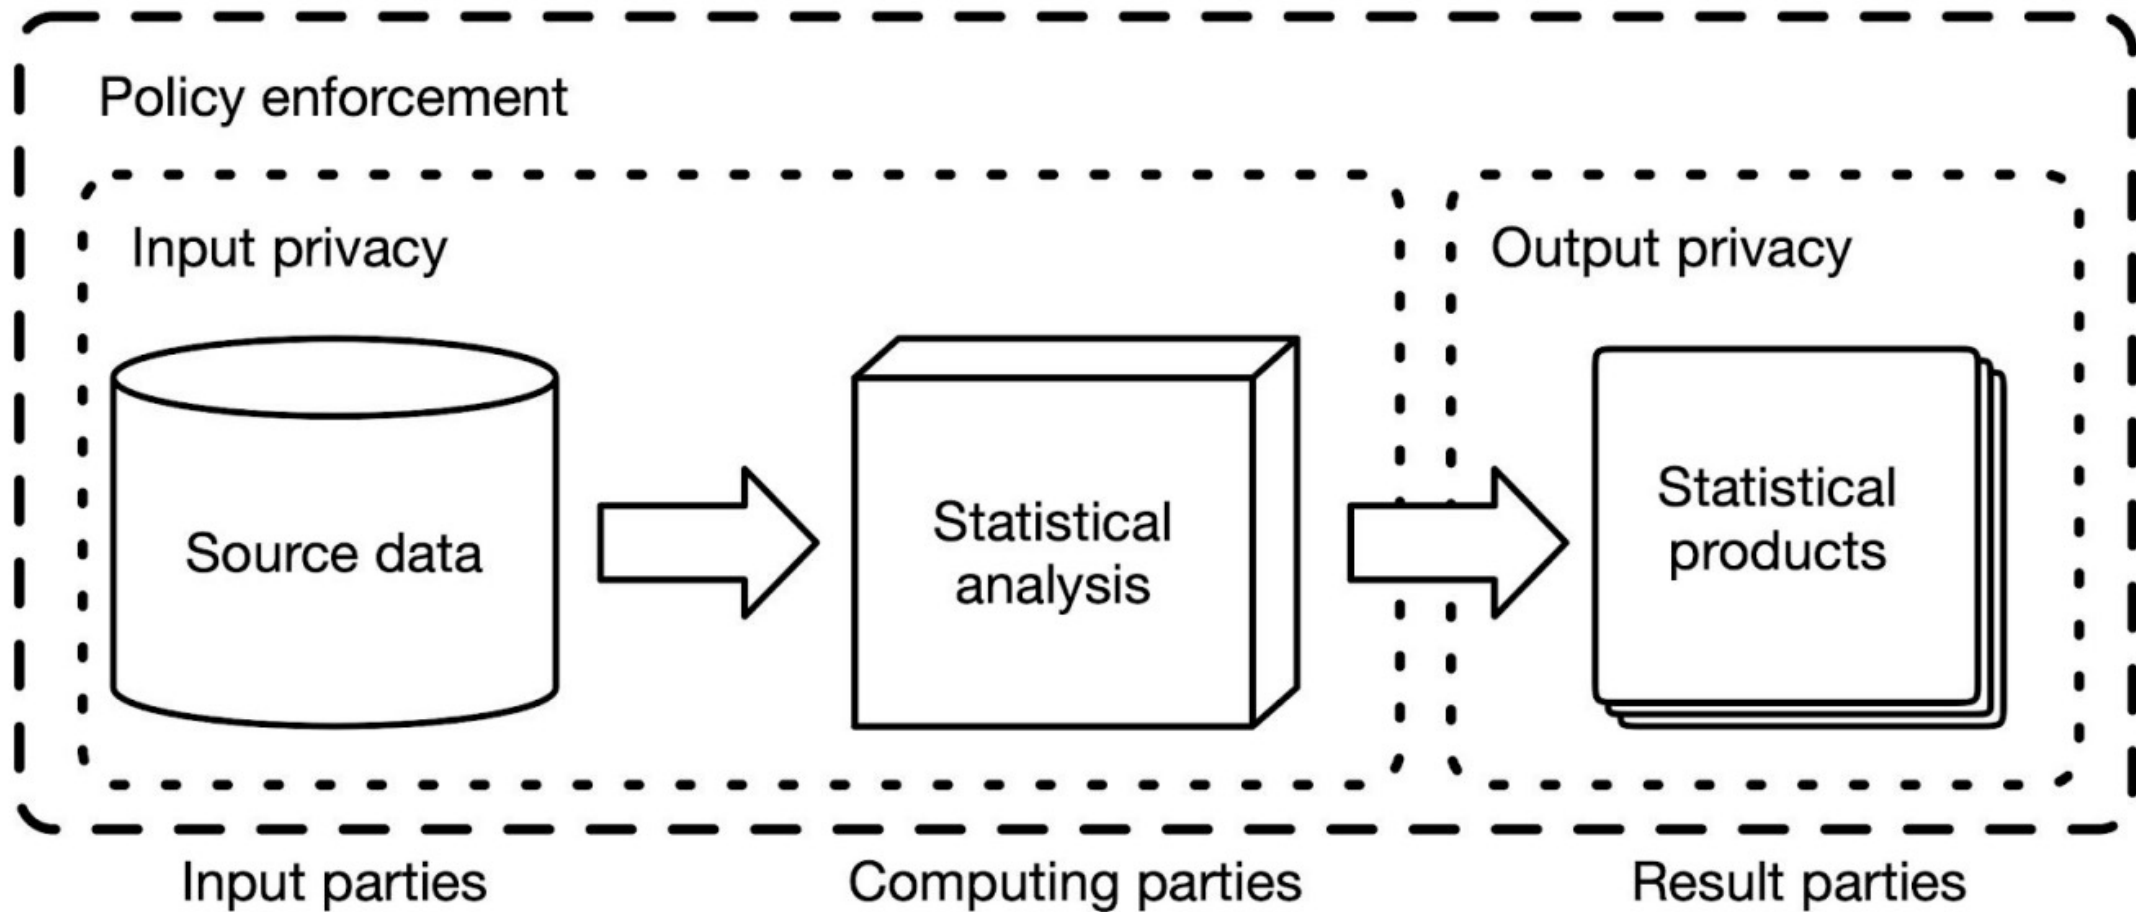 Policy enforcement
Input privacy
Output privacy
Source data
Statistical
analysis
Statistical
products
Input parties
Computing parties
Result parties